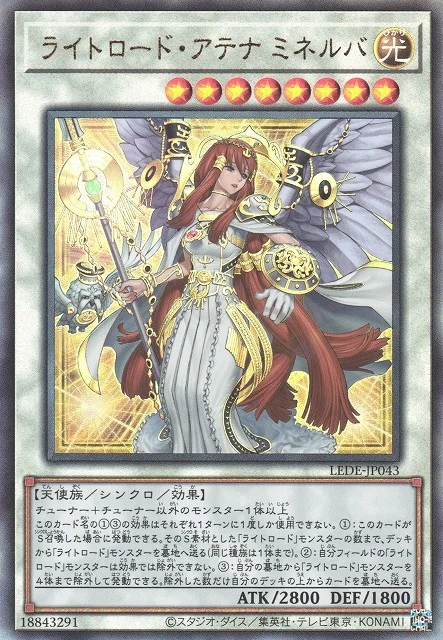 ライトロード・アテナ ミネルバ
光
LEDE-JP043
【天使族／シンクロ／効果】
チューナー＋チューナー以外のモンスター1体以上
このカード名の①③の効果はそれぞれ1ターンに1度しか使用できない。①：このカードが
S召喚した場合に発動できる。そのS素材とした「ライトロード」モンスターの数まで、デッキ
から「ライトロード」モンスターを墓地へ送る（同じ種族は1体まで）。②：自分フィールドの「ライト
ロード」モンスターは効果では除外できない。③：自分の墓地から「ライトロード」モンスターを
4体まで除外して発動できる。除外した数だけ自分のデッキの上からカードを墓地へ送る。
ATK/2800 DEF/1800
18843291
©スタジオ・ダイス／集英社・テレビ東京・KONAMI